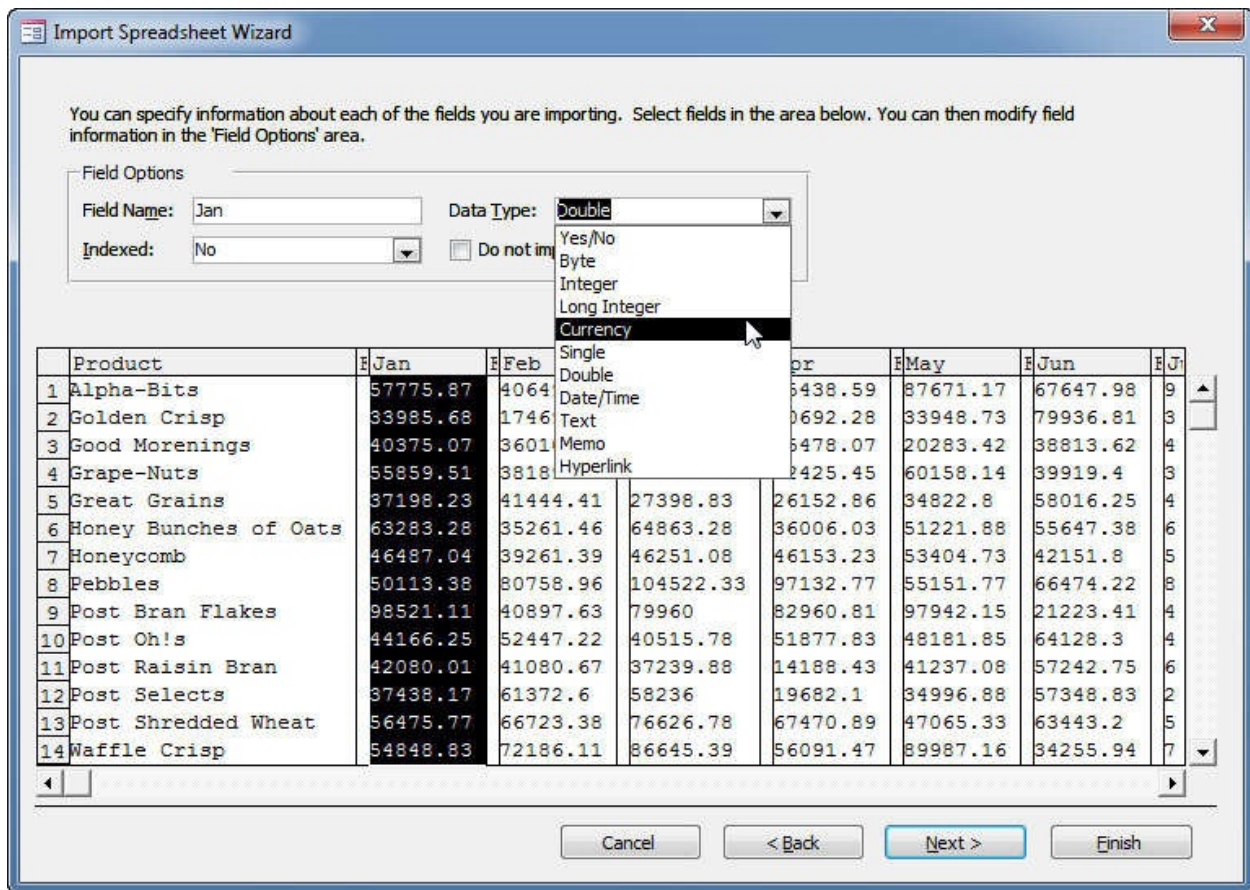 Import Spreadsheet Wizard
You can specify information about each of the fields you are importing. Select fields in the area below. You can then modify field
information in the 'Field Options' area.
Field Options
Field Name: Jan Data Type: Double
Indexed: No Do not
Yes/No
Byte
Integer
Long Integer
Currency
Single
Double
Date/Time
Text
Memo
Hyperlink
Product Jan Feb May Jun
1 Alpha-Bits 57775.87 87671.17 67647.98
2 Golden Crisp 33985.68 33948.73 79936.81
3 Good Morenings 40375.07 20283.42 38813.62
4 Grape-Nuts 55859.51 60158.14 39919.4
5 Great Grains 37198.23 41444.41 27398.83 26152.86 34822.8 58016.25
6 Honey Bunches of Oats 63283.28 35261.46 64863.28 36006.03 51221.88 55647.38
7 Honeycomb 46487.04 39261.39 46251.08 46153.23 53404.73 42151.8
8 Pebbles 50113.38 80758.96 104522.33 97132.77 55151.77 66474.22
9 Post Bran Flakes 98521.11 40897.63 79960 82960.81 97942.15 21223.41
10 Post Oh!s 44166.25 52447.22 40515.78 51877.83 48181.85 64128.3
11 Post Raisin Bran 42080.01 41080.67 37239.88 14188.43 41237.08 57242.75
12 Post Selects 37438.17 61372.6 58236 19682.1 34996.88 57348.83
13 Post Shredded Wheat 56475.77 66723.38 76626.78 67470.89 47065.33 63443.2
14 Waffle Crisp 54848.83 72186.11 86645.39 56091.47 89987.16 34255.94
Cancel < Back Next > Finish